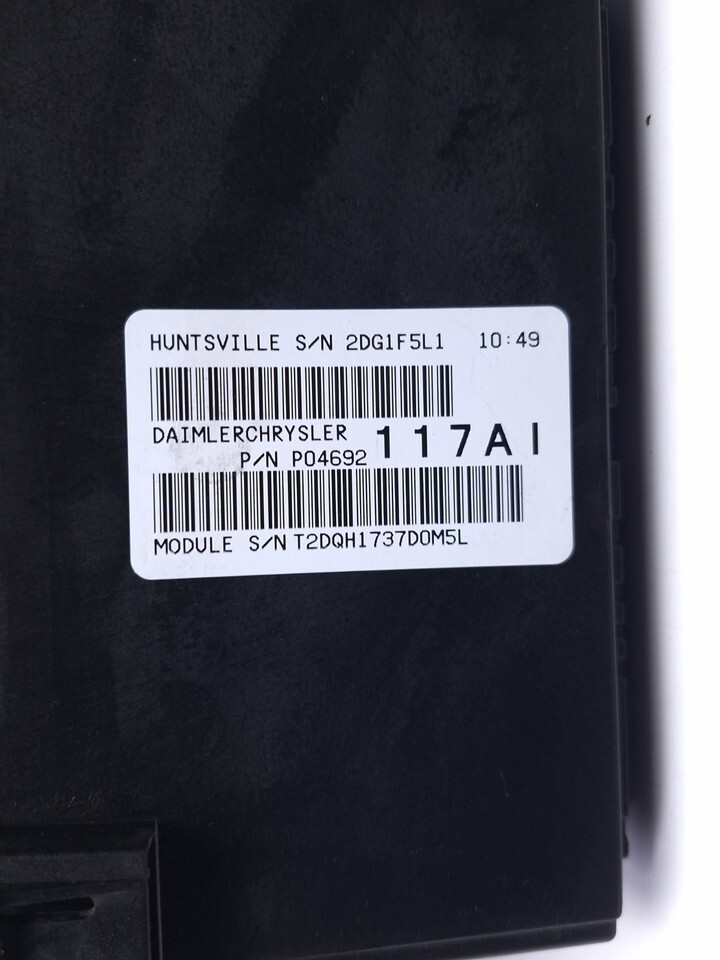 HUNTSVILLE S/N 2DG1F5L1 10:49
DAIMLERCHRYSLER
P/N P04692 117AI
MODULE S/N T2DQH1737D0M5L